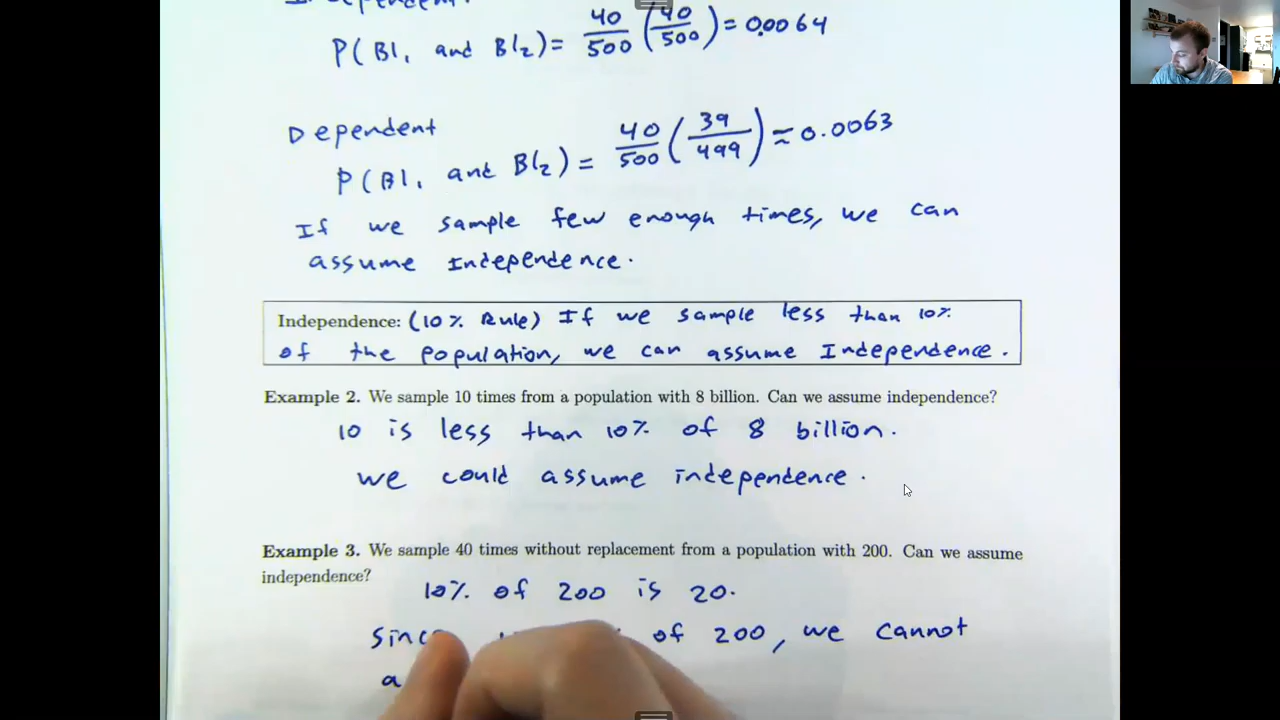 Independent
P(Bl₁ and Bl₂) = 40/500 (40/500) = 0.0064
Dependent
P(Bl₁ and Bl₂) = 40/500 (39/499) ≈ 0.0063
If we sample few enough times, we can
assume Independence.
Independence: (10% Rule) If we sample less than 10%
of the population, we can assume Independence.
Example 2. We sample 10 times from a population with 8 billion. Can we assume independence?
10 is less than 10% of 8 billion.
we could assume independence.
Example 3. We sample 40 times without replacement from a population with 200. Can we assume
independence?
10% of 200 is 20.
Since of 200, we cannot
a